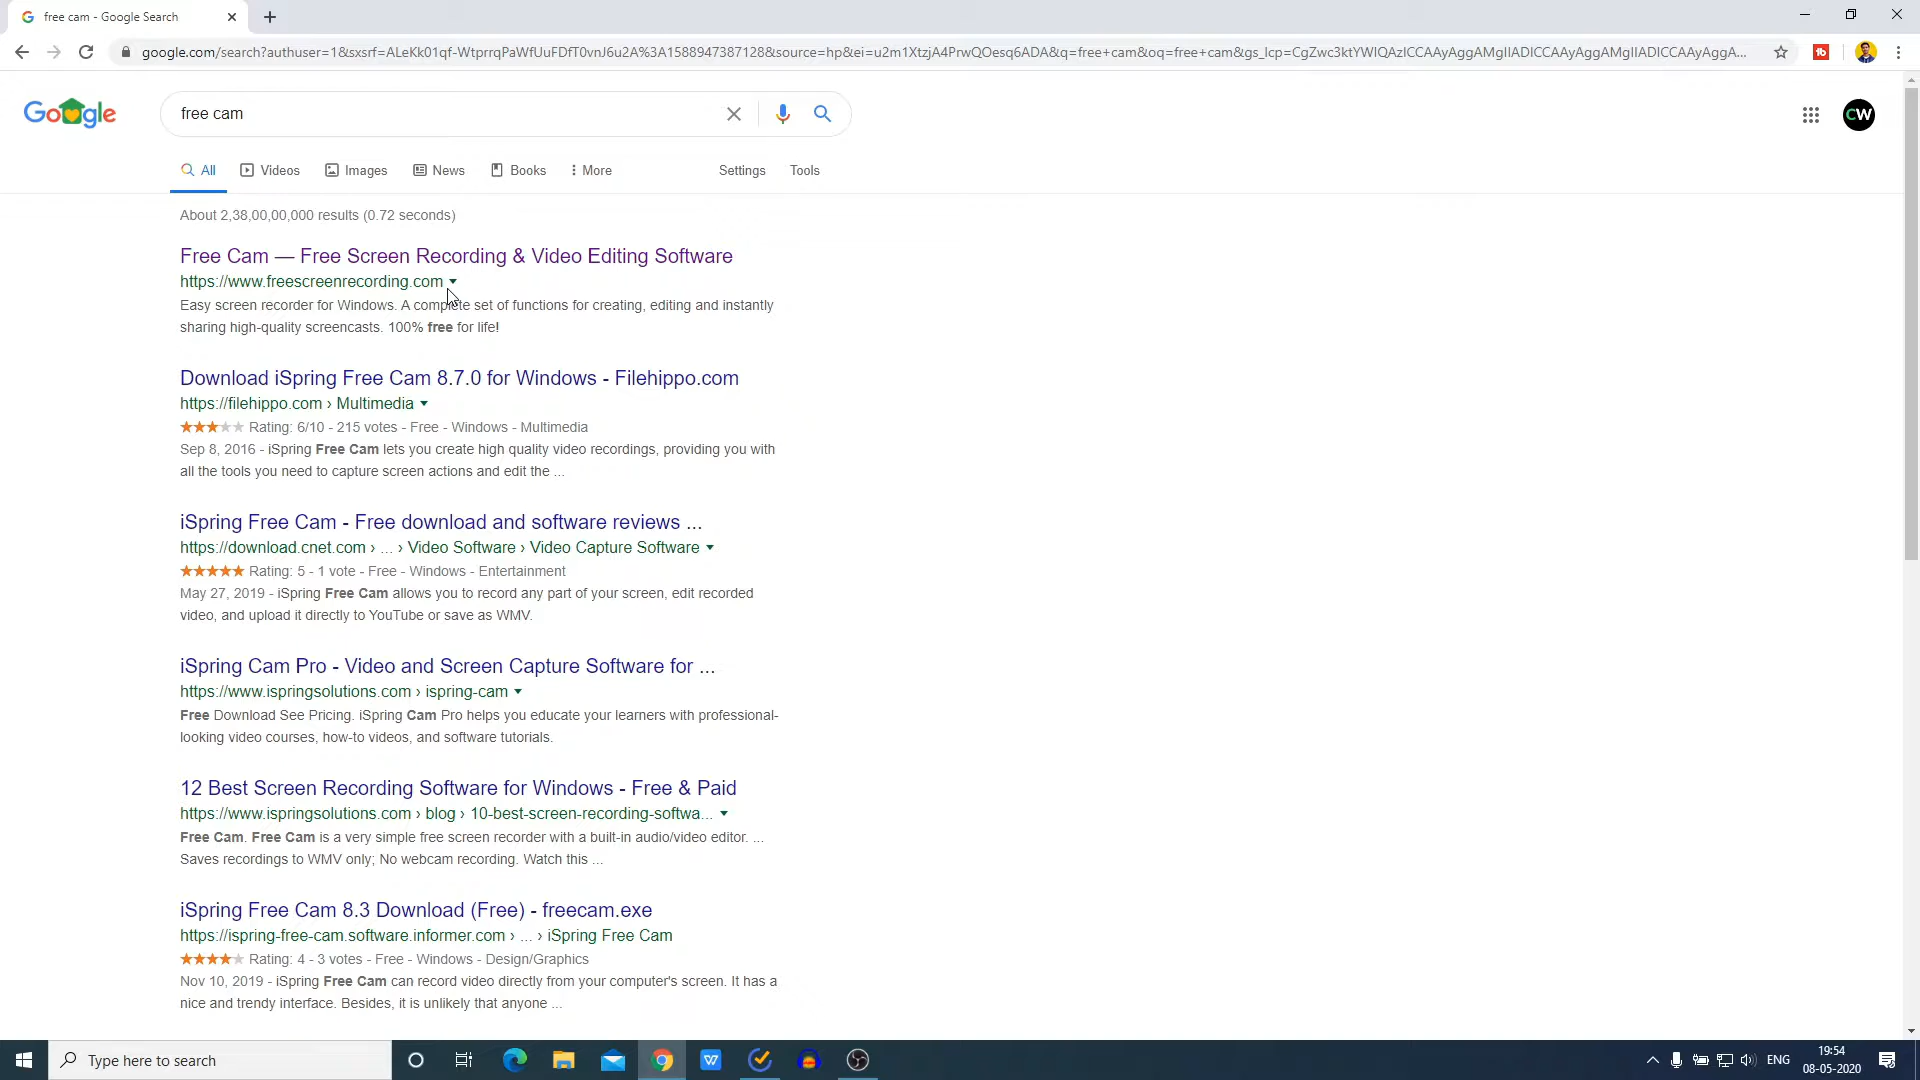 free cam - Google Search
google.com/search?authuser=1&sxsrf=ALeKk01qf-WtprrqPaWfUuFDfT0vnJ6u2A%3A1588947387128&source=hp&ei=u2m1XtzjA4PrwQOesq6ADA&q=free+cam&oq=free+cam&gs_lcp=CgZwc3ktYWIQAzICCAAyAggAMgIIADICCAAyAggAMgIIADICCAAyAggA...
Google
free cam
CW
All Videos Images News Books More Settings Tools
About 2,38,00,00,000 results (0.72 seconds)
Free Cam — Free Screen Recording & Video Editing Software
https://www.freescreenrecording.com
Easy screen recorder for Windows. A complete set of functions for creating, editing and instantly
sharing high-quality screencasts. 100% free for life!
Download iSpring Free Cam 8.7.0 for Windows - Filehippo.com
https://filehippo.com › Multimedia
Rating: 6/10 - 215 votes - Free - Windows - Multimedia
Sep 8, 2016 - iSpring Free Cam lets you create high quality video recordings, providing you with
all the tools you need to capture screen actions and edit the ...
iSpring Free Cam - Free download and software reviews ...
https://download.cnet.com › ... › Video Software › Video Capture Software
Rating: 5 - 1 vote - Free - Windows - Entertainment
May 27, 2019 - iSpring Free Cam allows you to record any part of your screen, edit recorded
video, and upload it directly to YouTube or save as WMV.
iSpring Cam Pro - Video and Screen Capture Software for ...
https://www.ispringsolutions.com › ispring-cam
Free Download See Pricing. iSpring Cam Pro helps you educate your learners with professional-
looking video courses, how-to videos, and software tutorials.
12 Best Screen Recording Software for Windows - Free & Paid
https://www.ispringsolutions.com › blog › 10-best-screen-recording-softwa...
Free Cam. Free Cam is a very simple free screen recorder with a built-in audio/video editor. ...
Saves recordings to WMV only; No webcam recording. Watch this ...
iSpring Free Cam 8.3 Download (Free) - freecam.exe
https://ispring-free-cam.software.informer.com › ... › iSpring Free Cam
Rating: 4 - 3 votes - Free - Windows - Design/Graphics
Nov 10, 2019 - iSpring Free Cam can record video directly from your computer's screen. It has a
nice and trendy interface. Besides, it is unlikely that anyone ...
Type here to search
ENG
19:54
08-05-2020